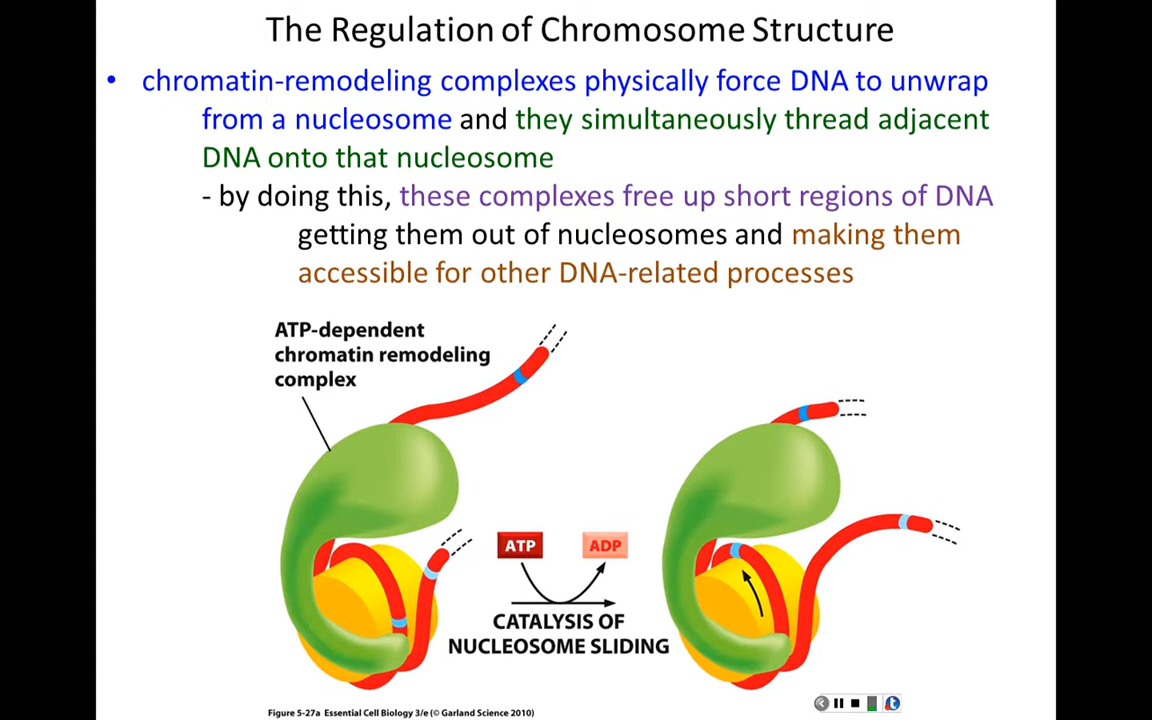 The Regulation of Chromosome Structure
• chromatin-remodeling complexes physically force DNA to unwrap
from a nucleosome and they simultaneously thread adjacent
DNA onto that nucleosome
- by doing this, these complexes free up short regions of DNA
getting them out of nucleosomes and making them
accessible for other DNA-related processes
ATP-dependent
chromatin remodeling
complex
ATP ADP
CATALYSIS OF
NUCLEOSOME SLIDING
Figure 5-27a Essential Cell Biology 3/e (© Garland Science 2010)
t